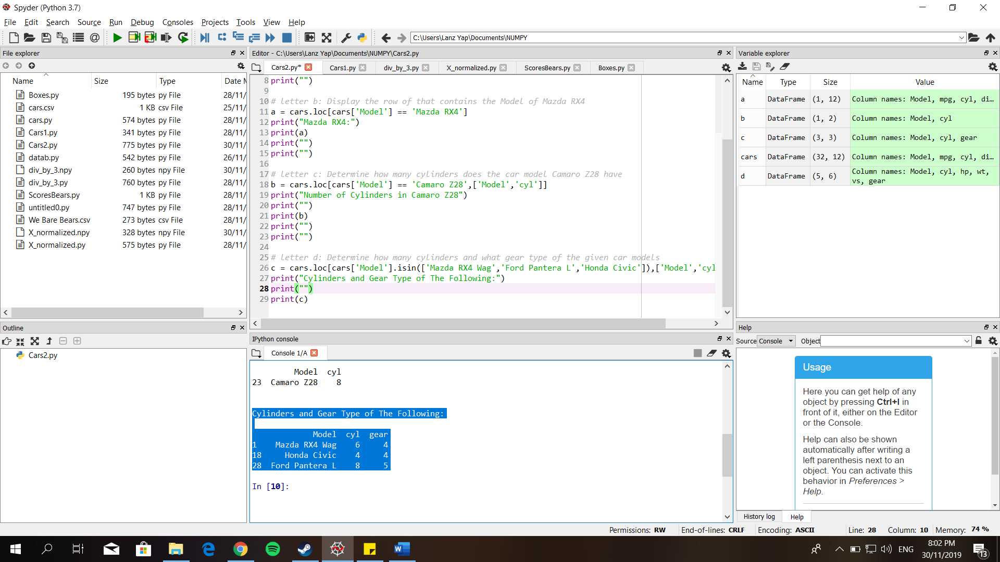 Spyder (Python 3.7)
File Edit Search Source Run Debug Consoles Projects Tools View Help
C:\Users\Lanz Yap\Documents\NUMPY
File explorer
Name Size Type Date M
Boxes.py 195 bytes py File 28/11/
cars.csv 1 KB csv File 25/11/
cars.py 574 bytes py File 28/11/
Cars1.py 341 bytes py File 28/11/
Cars2.py 775 bytes py File 30/11/
datab.py 542 bytes py File 26/11/
div_by_3.npy 260 bytes npy File 30/11/
div_by_3.py 760 bytes py File 28/11/
ScoresBears.py 1 KB py File 28/11/
untitled0.py 747 bytes py File 28/11/
We Bare Bears.csv 273 bytes csv File 28/11/
X_normalized.npy 328 bytes npy File 30/11/
X_normalized.py 575 bytes py File 28/11/
Outline
Cars2.py
Editor - C:\Users\Lanz Yap\Documents\NUMPY\Cars2.py
Cars2.py* Cars1.py div_by_3.py X_normalized.py ScoresBears.py Boxes.py
8 print("")
9
10 # letter b: Display the row of that contains the Model of Mazda RX4
11 a = cars.loc[cars['Model'] == 'Mazda RX4']
12 print("Mazda RX4:")
13 print(a)
14 print("")
15 print("")
16
17 # letter c: Determine how many cylinders does the car model Camaro Z28 have
18 b = cars.loc[cars['Model'] == 'Camaro Z28',['Model','cyl']]
19 print("Number of Cylinders in Camaro Z28")
20 print("")
21 print(b)
22 print("")
23 print("")
24
25 # letter d: Determine how many cylinders and what gear type of the given car models
26 c = cars.loc[cars['Model'].isin(['Mazda RX4 Wag','Ford Pantera L','Honda Civic']),['Model','cyl
27 print("Cylinders and Gear Type of The Following:")
28 print("")
29 print(c)
IPython console
Console 1/A
Model cyl
23 Camaro Z28 8
Cylinders and Gear Type of The Following:
Model cyl gear
1 Mazda RX4 Wag 6 4
18 Honda Civic 4 4
28 Ford Pantera L 8 5
In [10]:
Variable explorer
Name Type Size Value
a DataFrame (1, 12) Column names: Model, mpg, cyl, di...
b DataFrame (1, 2) Column names: Model, cyl
c DataFrame (3, 3) Column names: Model, cyl, gear
cars DataFrame (32, 12) Column names: Model, mpg, cyl, di...
d DataFrame (5, 6) Column names: Model, cyl, hp, wt,
vs, gear
Help
Source Console Object
Usage
Here you can get help of any
object by pressing Ctrl+I in
front of it, either on the Editor
or the Console.
Help can also be shown
automatically after writing a
left parenthesis next to an
object. You can activate this
behavior in Preferences >
Help.
History log Help
Permissions: RW End-of-lines: CRLF Encoding: ASCII Line: 28 Column: 10 Memory: 74 %
ENG
8:02 PM
30/11/2019
13